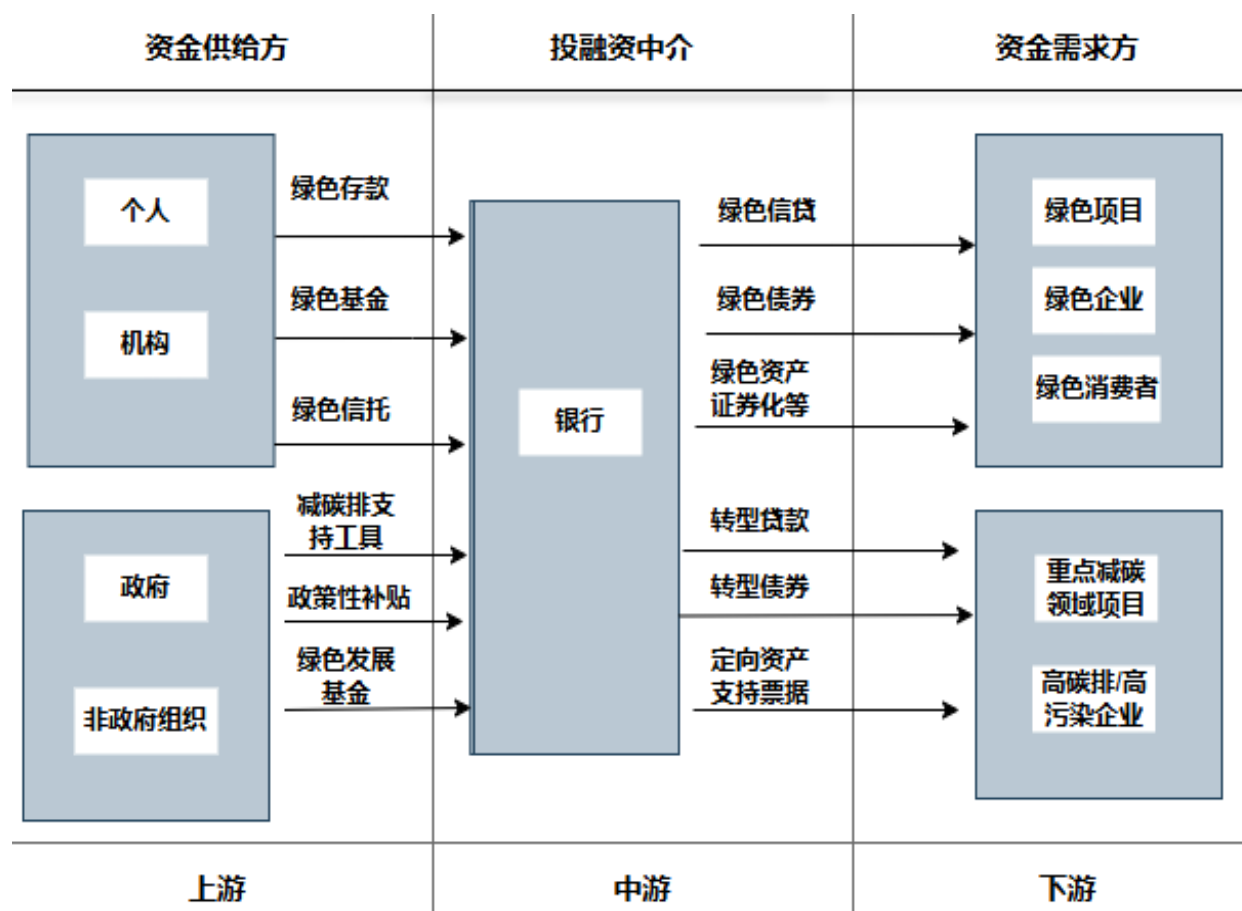 资金供给方
投融资中介
资金需求方
个人
机构
绿色存款
绿色基金
绿色信托
政府
非政府组织
减碳排支
持工具
政策性补贴
绿色发展
基金
银行
绿色信贷
绿色债券
绿色资产
证券化等
转型贷款
转型债券
定向资产
支持票据
绿色项目
绿色企业
绿色消费者
重点减碳
领域项目
高碳排/高
污染企业
上游
中游
下游